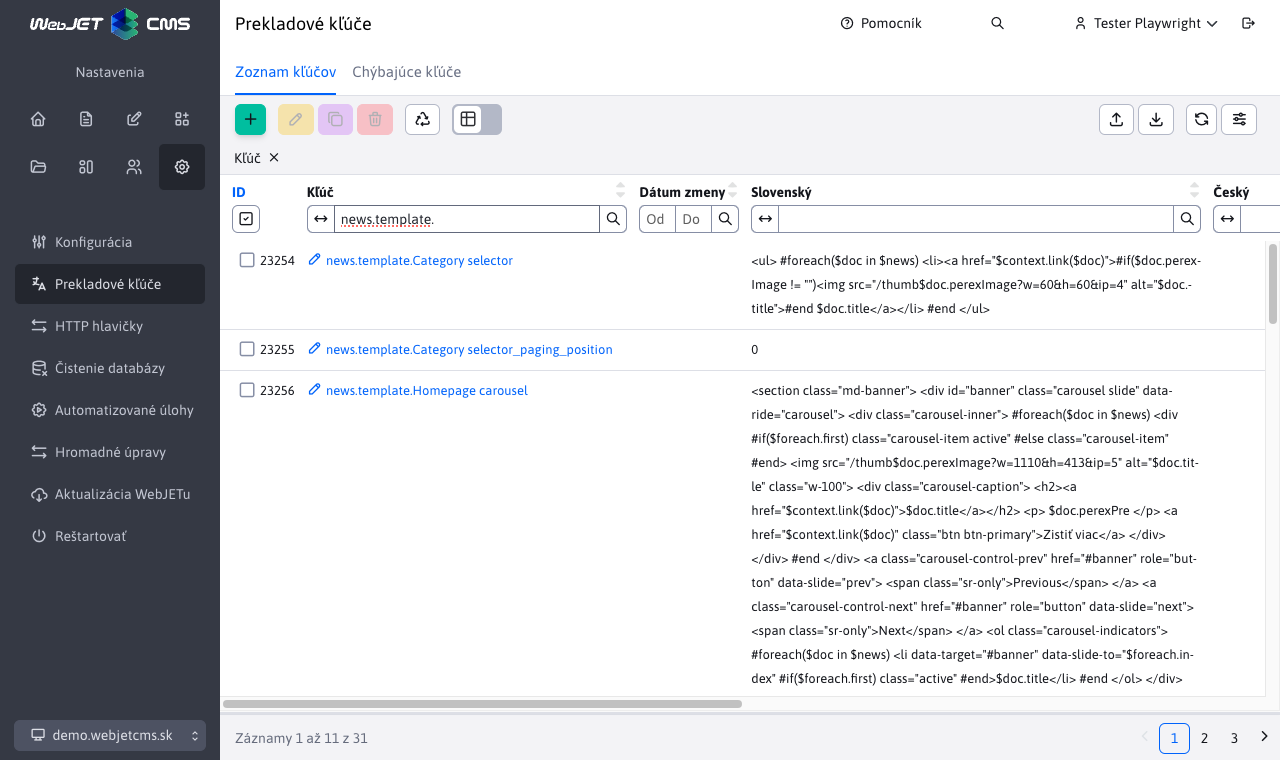 WebJET CMS
Prekladové kľúče
Pomocník
Tester Playwright
Nastavenia
Zoznam kľúčov
Chýbajúce kľúče
Kľúč
ID
Kľúč
Dátum zmeny
Slovenský
Český
news.template.
Od
Do
Konfigurácia
Prekladové kľúče
HTTP hlavičky
Čistenie databázy
Automatizované úlohy
Hromadné úpravy
Aktualizácia WebJETu
Reštartovať
23254
news.template.Category selector
<ul> #foreach($doc in $news) <li><a href="$context.link($doc)">#if($doc.perex-
Image != "")<img src="/thumb$doc.perexImage?w=60&h=60&ip=4" alt="$doc.-
title">#end $doc.title</a></li> #end </ul>
23255
news.template.Category selector_paging_position
0
23256
news.template.Homepage carousel
<section class="md-banner"> <div id="banner" class="carousel slide" data-
ride="carousel"> <div class="carousel-inner"> #foreach($doc in $news) <div
#if($foreach.first) class="carousel-item active" #else class="carousel-item"
#end> <img src="/thumb$doc.perexImage?w=1110&h=413&ip=5" alt="$doc.tit-
le" class="w-100"> <div class="carousel-caption"> <h2><a
href="$context.link($doc)">$doc.title</a></h2> <p> $doc.perexPre </p> <a
href="$context.link($doc)" class="btn btn-primary">Zistiť viac</a> </div>
</div> #end </div> <a class="carousel-control-prev" href="#banner" role="but-
ton" data-slide="prev"> <span class="sr-only">Previous</span> </a> <a
class="carousel-control-next" href="#banner" role="button" data-slide="next">
<span class="sr-only">Next</span> </a> <ol class="carousel-indicators">
#foreach($doc in $news) <li data-target="#banner" data-slide-to="$foreach.in-
dex" #if($foreach.first) class="active" #end>$doc.title</li> #end </ol> </div>
demo.webjetcms.sk
Záznamy 1 až 11 z 31
1
2
3